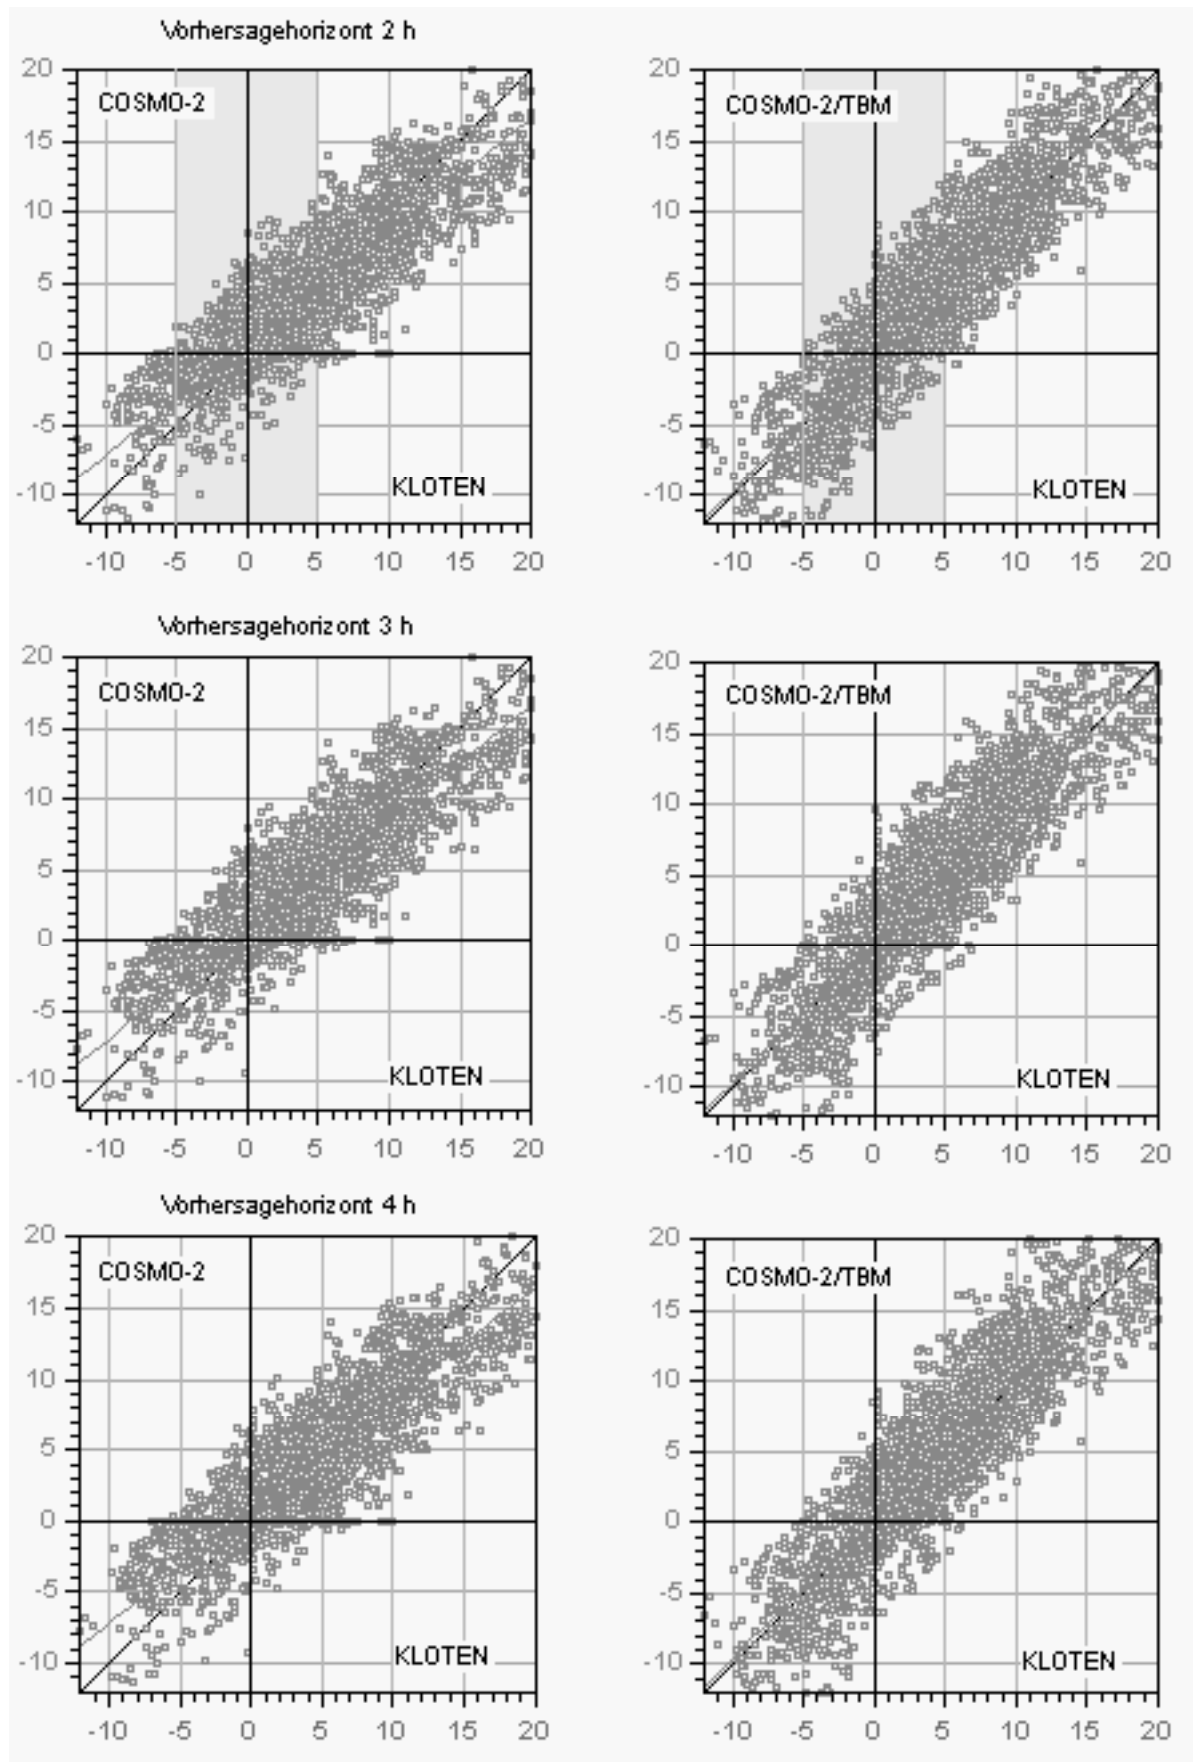 Vorhersagehorizont 2 h
20 20
COSMO-2 COSMO-2/TBM
15 15
10 10
5 5
0 0
-5 -5
-10 KLOTEN -10 KLOTEN
-10 -5 0 5 10 15 20 -10 -5 0 5 10 15 20
Vorhersagehorizont 3 h
20 20
COSMO-2 COSMO-2/TBM
15 15
10 10
5 5
0 0
-5 -5
-10 KLOTEN -10 KLOTEN
-10 -5 0 5 10 15 20 -10 -5 0 5 10 15 20
Vorhersagehorizont 4 h
20 20
COSMO-2 COSMO-2/TBM
15 15
10 10
5 5
0 0
-5 -5
-10 KLOTEN -10 KLOTEN
-10 -5 0 5 10 15 20 -10 -5 0 5 10 15 20